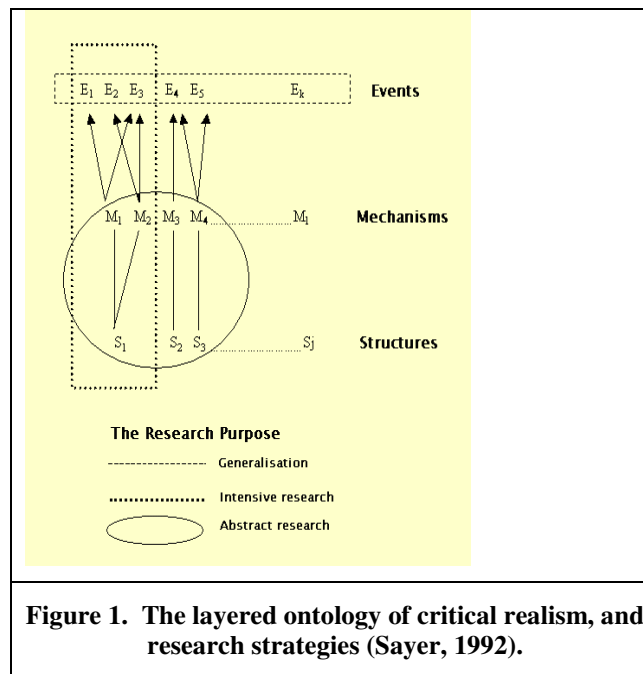 E1 E2 E3 E4 E5 Ek Events
M1 M2 M3 M4 ............ Mi Mechanisms
S1 S2 S3 ............ Sj Structures
The Research Purpose
Generalisation
Intensive research
Abstract research
Figure 1. The layered ontology of critical realism, and
research strategies (Sayer, 1992).